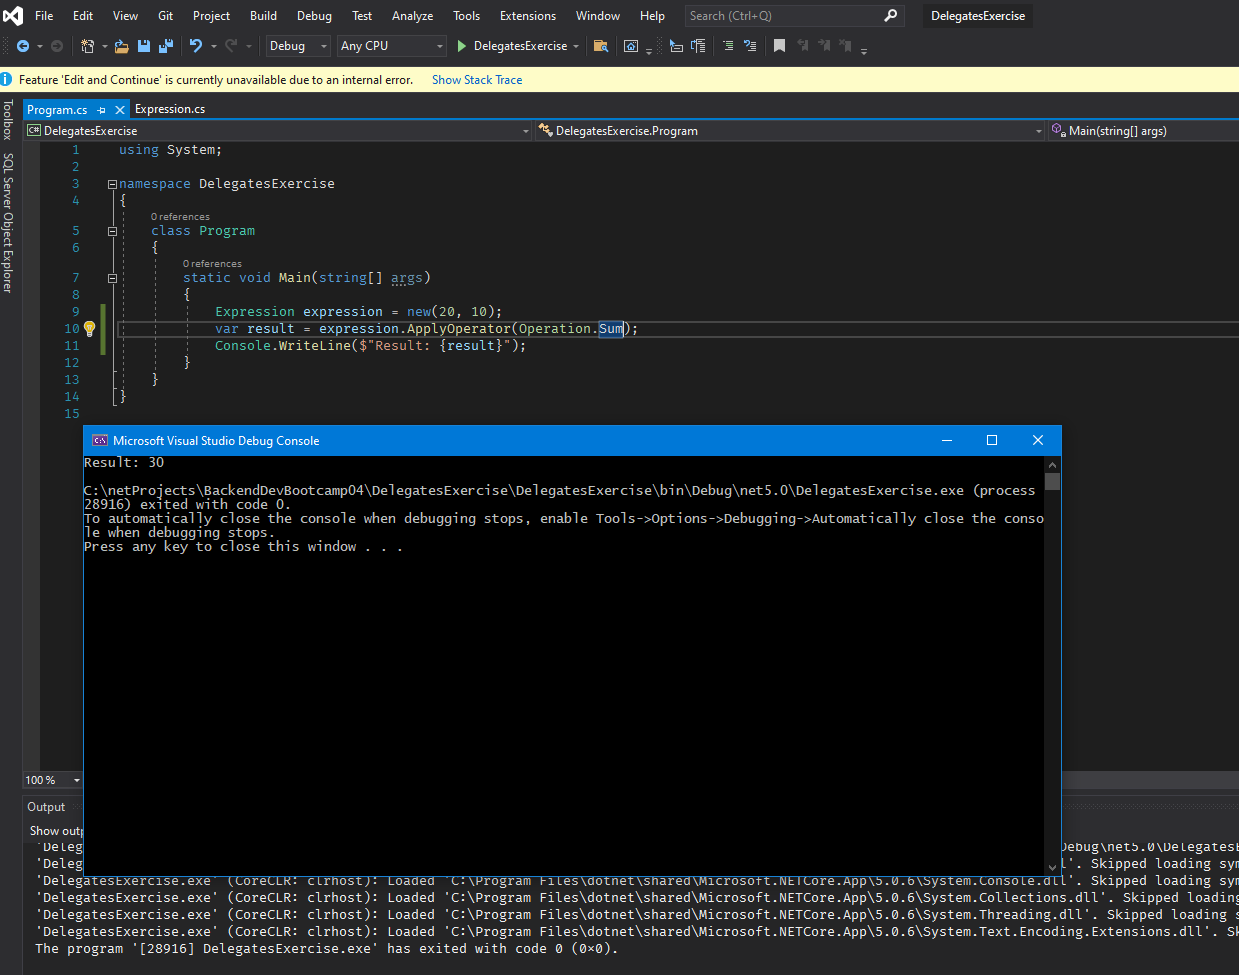 File Edit View Git Project Build Debug Test Analyze Tools Extensions Window Help Search (Ctrl+Q) DelegatesExercise
Debug Any CPU DelegatesExercise
Feature 'Edit and Continue' is currently unavailable due to an internal error. Show Stack Trace
Toolbox
SQL Server Object Explorer
Program.cs Expression.cs
C# DelegatesExercise DelegatesExercise.Program Main(string[] args)
1 using System;
2
3 namespace DelegatesExercise
4 {
0 references
5 class Program
6 {
0 references
7 static void Main(string[] args)
8 {
9 Expression expression = new(20, 10);
10 var result = expression.ApplyOperator(Operation.Sum);
11 Console.WriteLine($"Result: {result}");
12 }
13 }
14 }
15
C:\ Microsoft Visual Studio Debug Console
Result: 30
C:\netProjects\BackendDevBootcamp04\DelegatesExercise\DelegatesExercise\bin\Debug\net5.0\DelegatesExercise.exe (process
28916) exited with code 0.
To automatically close the console when debugging stops, enable Tools->Options->Debugging->Automatically close the conso
le when debugging stops.
Press any key to close this window . . .
100 %
Output
Show outp
'Deleg Debug\net5.0\DelegatesE
'Deleg l'. Skipped loading sym
'DelegatesExercise.exe' (CoreCLR: clrhost): Loaded 'C:\Program Files\dotnet\shared\Microsoft.NETCore.App\5.0.6\System.Console.dll'. Skipped loading sym
'DelegatesExercise.exe' (CoreCLR: clrhost): Loaded 'C:\Program Files\dotnet\shared\Microsoft.NETCore.App\5.0.6\System.Collections.dll'. Skipped loading
'DelegatesExercise.exe' (CoreCLR: clrhost): Loaded 'C:\Program Files\dotnet\shared\Microsoft.NETCore.App\5.0.6\System.Threading.dll'. Skipped loading s
'DelegatesExercise.exe' (CoreCLR: clrhost): Loaded 'C:\Program Files\dotnet\shared\Microsoft.NETCore.App\5.0.6\System.Text.Encoding.Extensions.dll'. Sk
The program '[28916] DelegatesExercise.exe' has exited with code 0 (0x0).